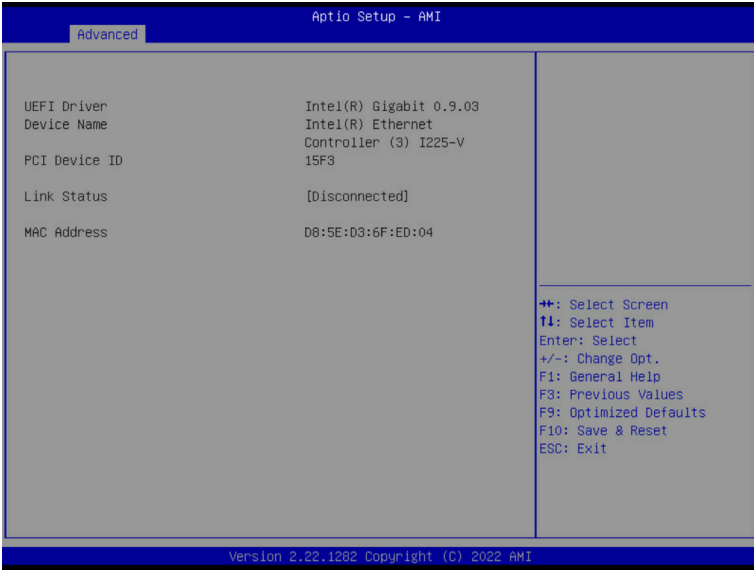 Aptio Setup – AMI
Advanced
UEFI Driver Intel(R) Gigabit 0.9.03
Device Name Intel(R) Ethernet
Controller (3) I225-V
PCI Device ID 15F3
Link Status [Disconnected]
MAC Address D8:5E:D3:6F:ED:04
→←: Select Screen
↑↓: Select Item
Enter: Select
+/-: Change Opt.
F1: General Help
F3: Previous Values
F9: Optimized Defaults
F10: Save & Reset
ESC: Exit
Version 2.22.1282 Copyright (C) 2022 AMI